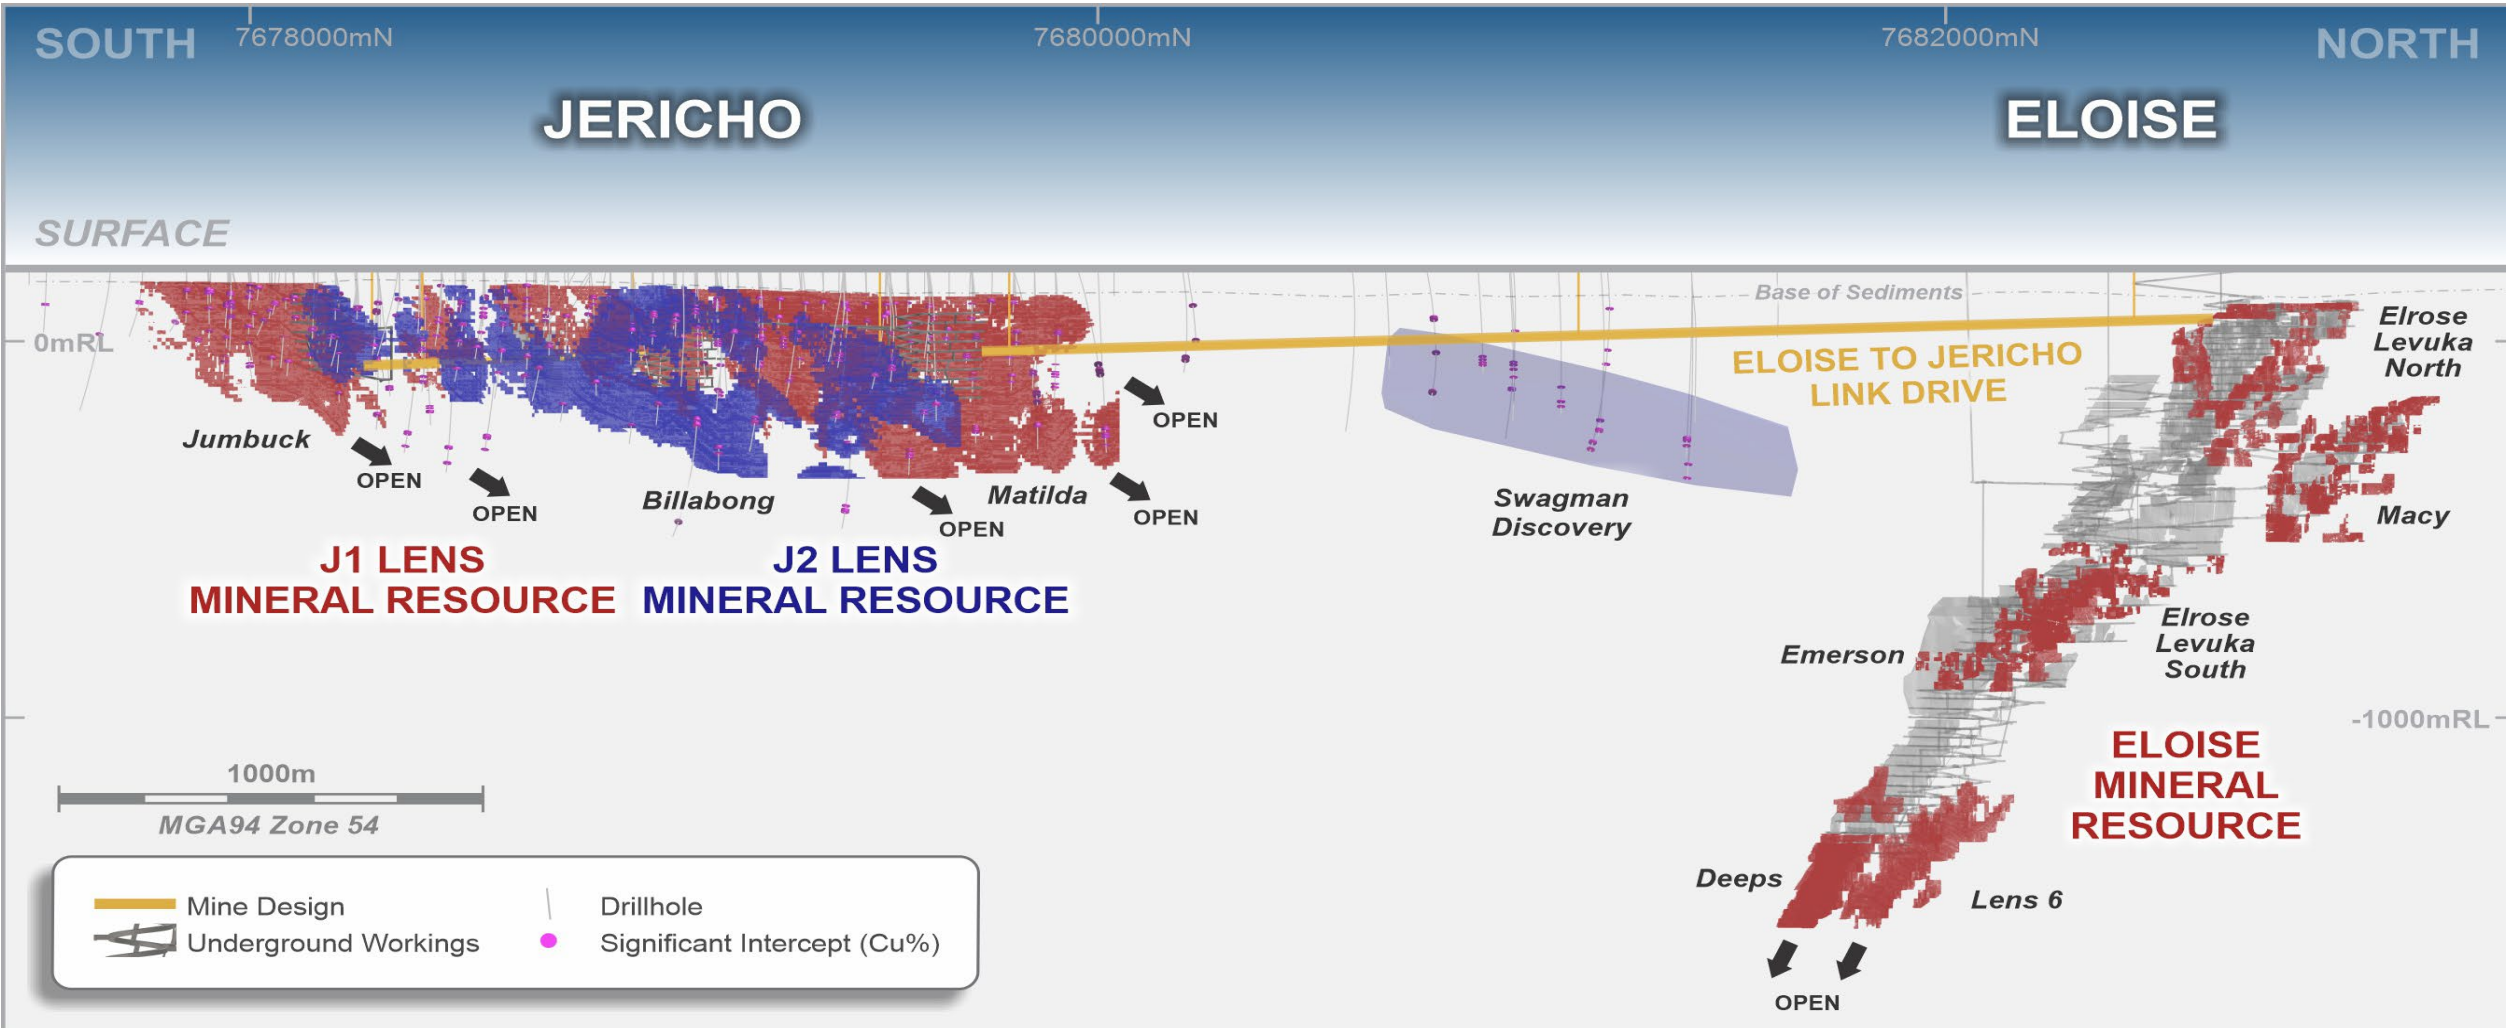 SOUTH
7678000mN
7680000mN
7682000mN
NORTH
JERICHO
ELOISE
SURFACE
Base of Sediments
0mRL
ELOISE TO JERICHO
LINK DRIVE
Elrose
Levuka
North
Jumbuck
OPEN
OPEN
Billabong
OPEN
Matilda
OPEN
OPEN
Swagman
Discovery
Macy
J1 LENS
MINERAL RESOURCE
J2 LENS
MINERAL RESOURCE
Emerson
Elrose
Levuka
South
-1000mRL
ELOISE
MINERAL
RESOURCE
1000m
MGA94 Zone 54
Deeps
Lens 6
OPEN
Mine Design
Underground Workings
Drillhole
Significant Intercept (Cu%)